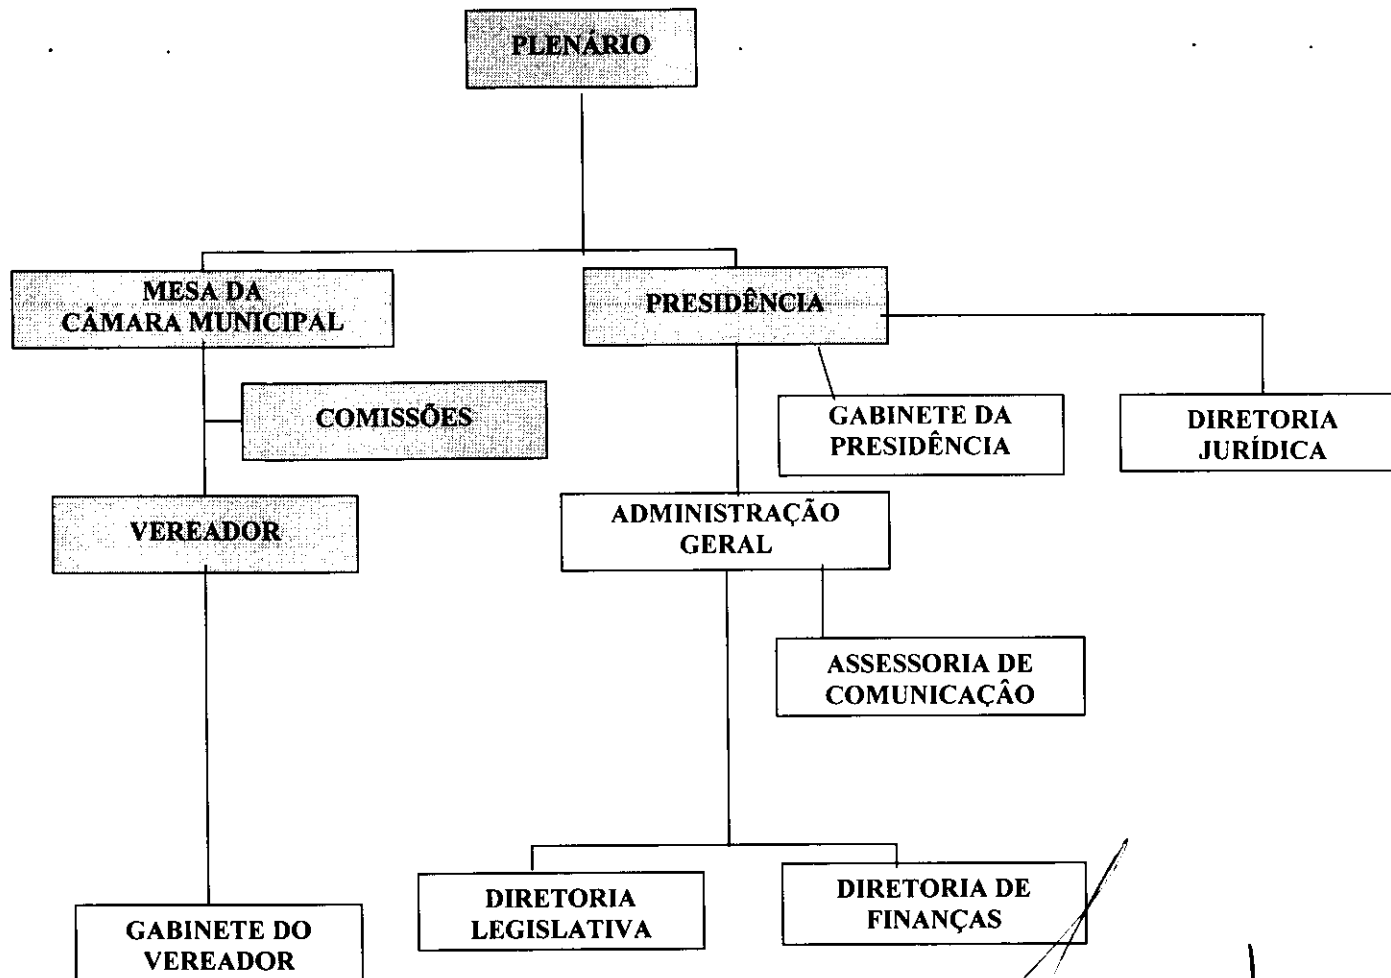 PLENÁRIO
MESA DA
CÂMARA MUNICIPAL
PRESIDÊNCIA
COMISSÕES
GABINETE DA
PRESIDÊNCIA
DIRETORIA
JURÍDICA
VEREADOR
ADMINISTRAÇÃO
GERAL
ASSESSORIA DE
COMUNICAÇÃO
DIRETORIA
LEGISLATIVA
DIRETORIA DE
FINANÇAS
GABINETE DO
VEREADOR